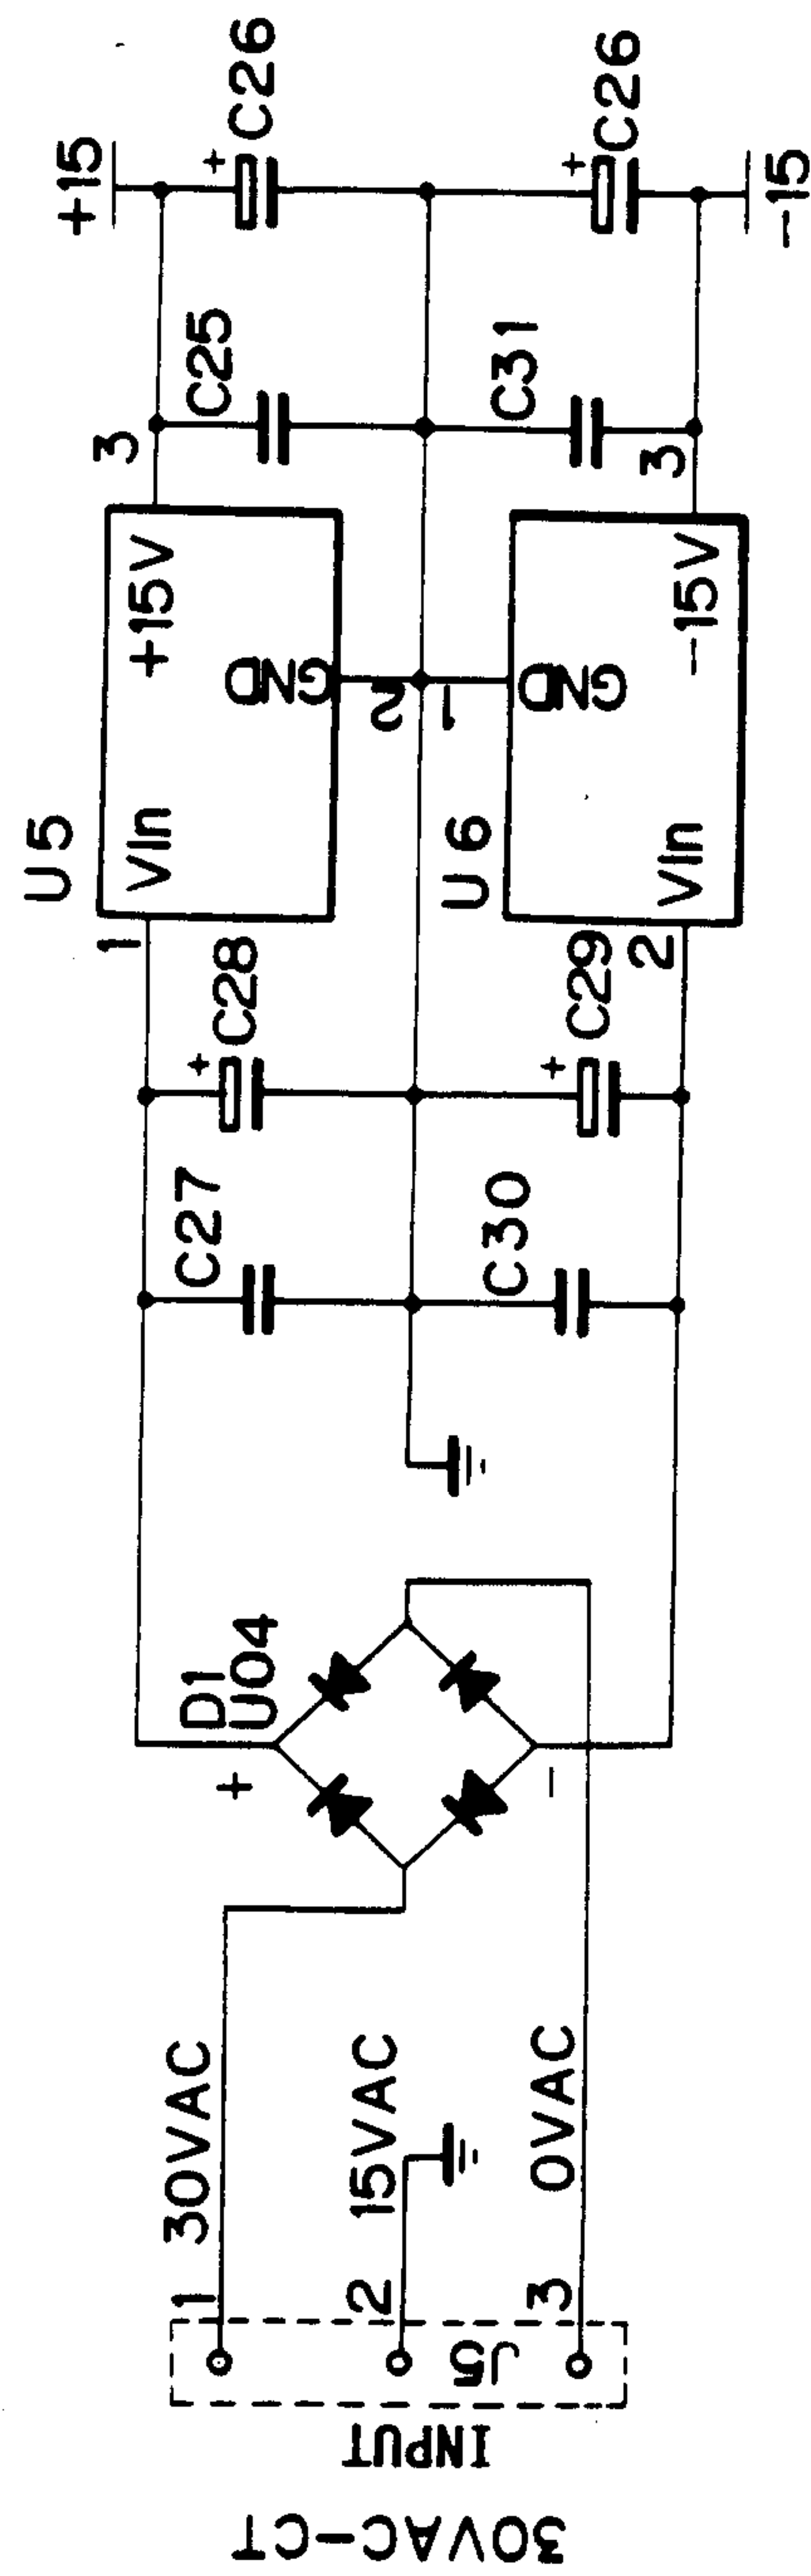 30VAC-CT
INPUT
J5
1
30VAC
2
15VAC
3
0VAC
D1
U04
+
-
C27
C30
+
C28
+
C29
U5
1
VIn
+15V
3
GND
2
U6
2
VIn
-15V
3
GND
1
C25
C31
+
C26
+
C26
+15
-15